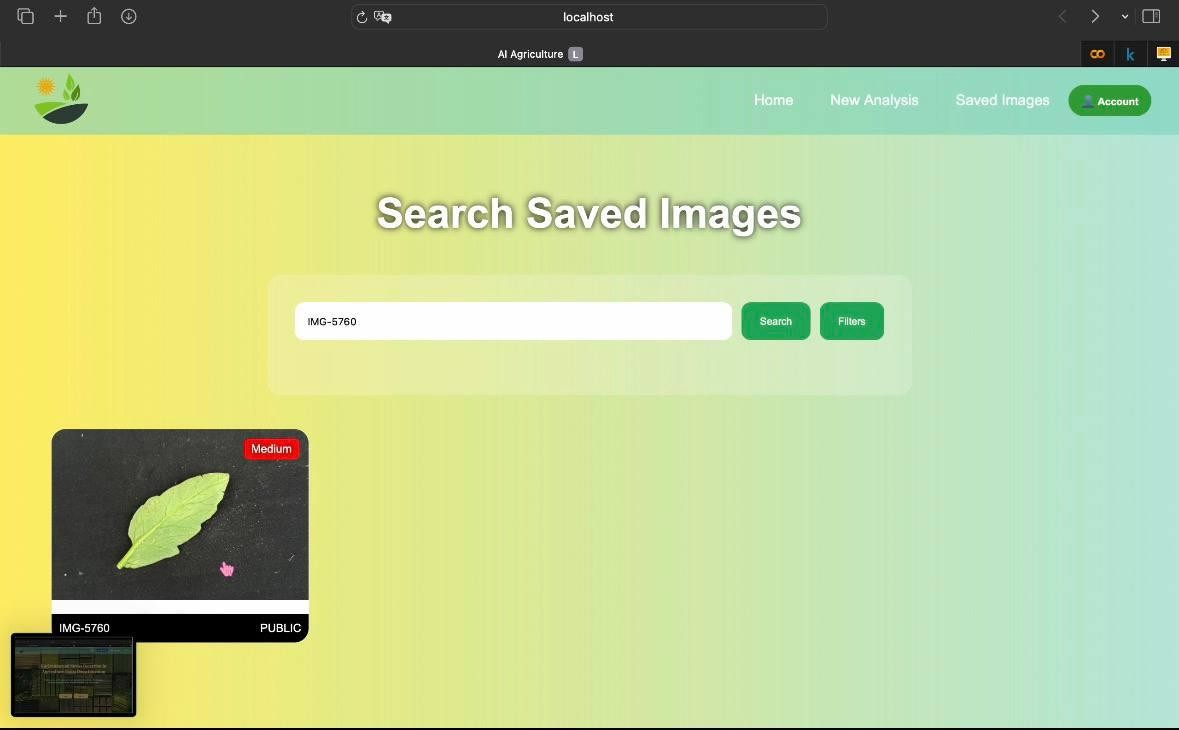 localhost
AI Agriculture L
k
Home New Analysis Saved Images Account
Search Saved Images
IMG-5760 Search Filters
Medium
IMG-5760 PUBLIC